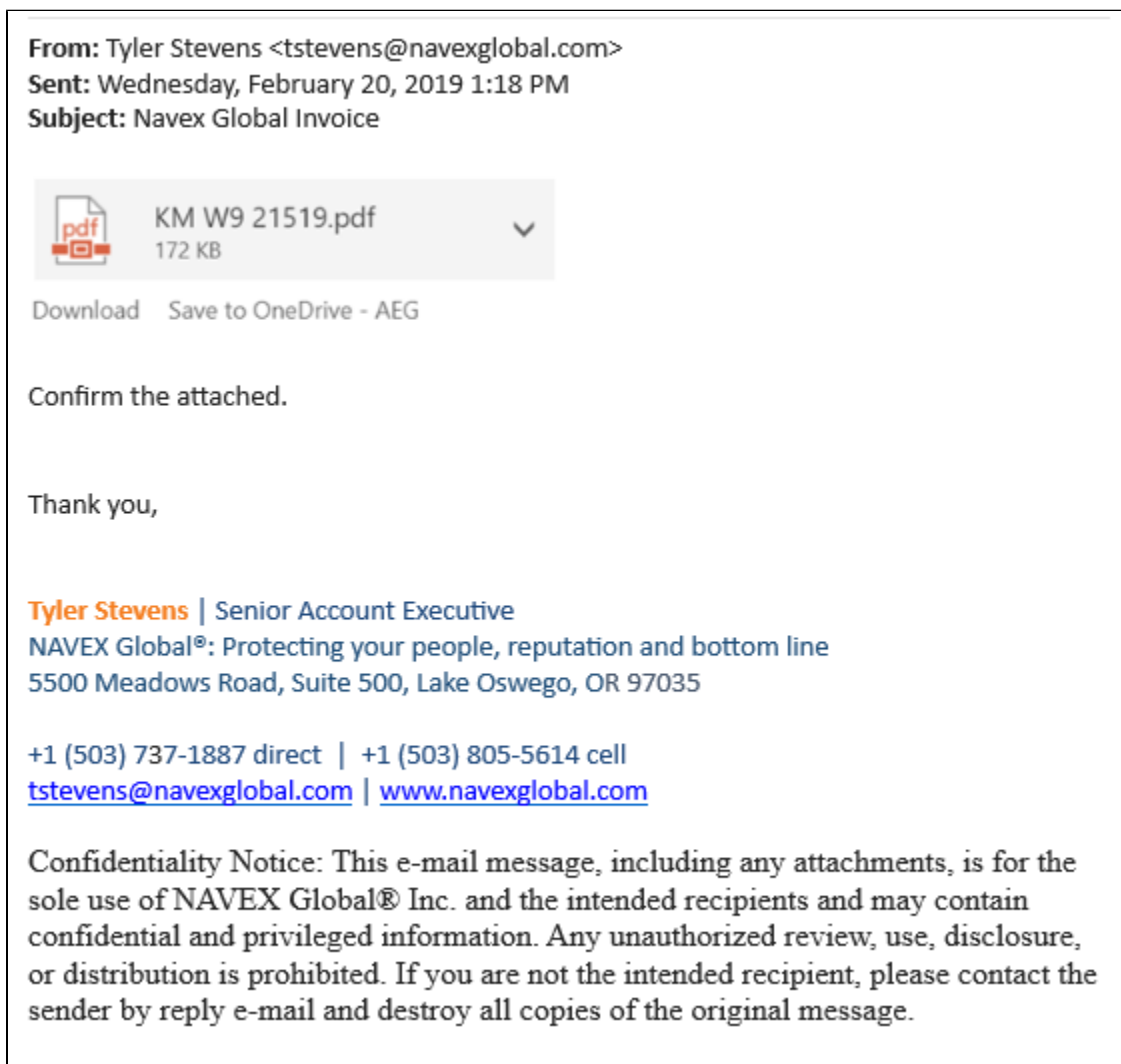 From: Tyler Stevens <tstevens@navexglobal.com>
Sent: Wednesday, February 20, 2019 1:18 PM
Subject: Navex Global Invoice
pdf
KM W9 21519.pdf
172 KB
Download Save to OneDrive - AEG
Confirm the attached.
Thank you,
Tyler Stevens | Senior Account Executive
NAVEX Global®: Protecting your people, reputation and bottom line
5500 Meadows Road, Suite 500, Lake Oswego, OR 97035
+1 (503) 737-1887 direct | +1 (503) 805-5614 cell
tstevens@navexglobal.com | www.navexglobal.com
Confidentiality Notice: This e-mail message, including any attachments, is for the
sole use of NAVEX Global® Inc. and the intended recipients and may contain
confidential and privileged information. Any unauthorized review, use, disclosure,
or distribution is prohibited. If you are not the intended recipient, please contact the
sender by reply e-mail and destroy all copies of the original message.